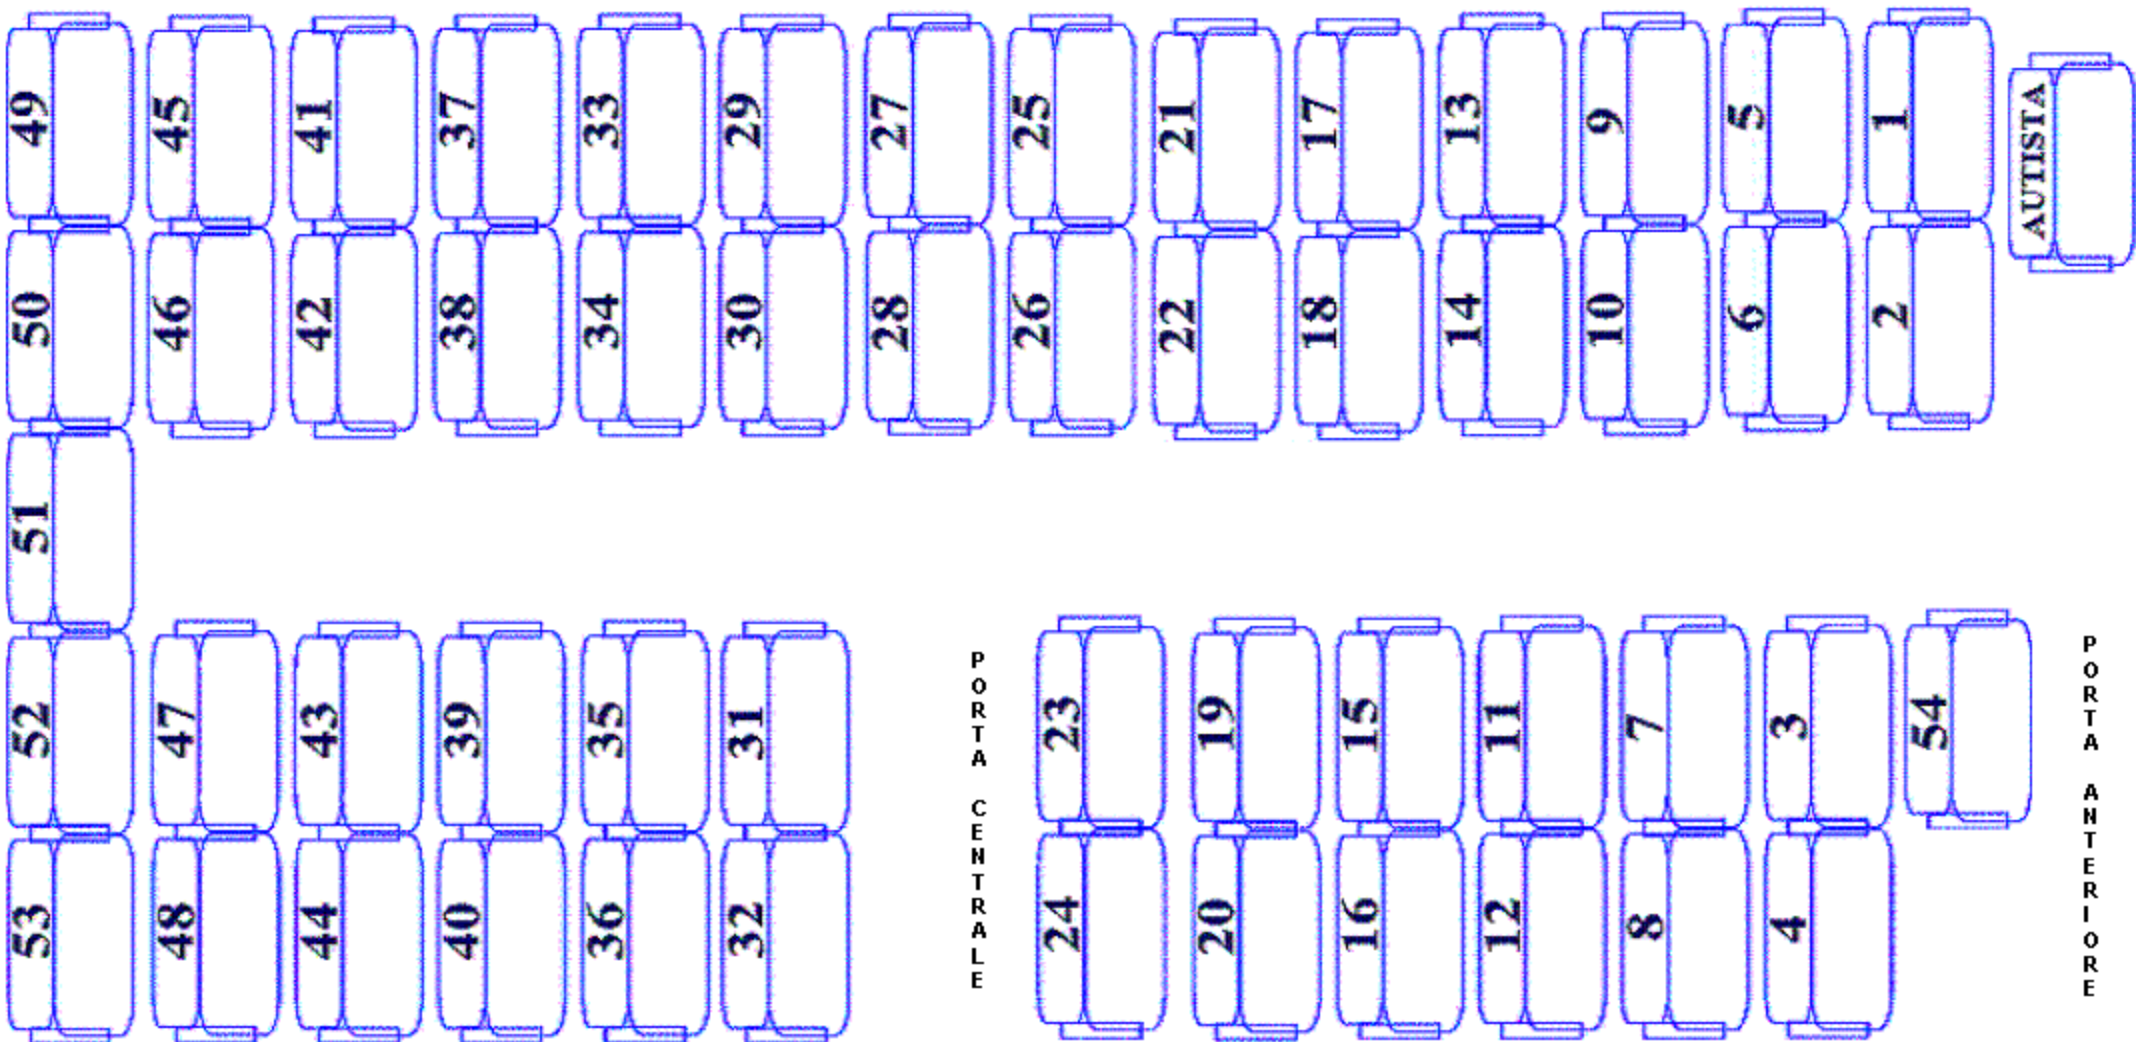 49 45 41 37 33 29 27 25 21 17 13 9 5 1 AUTISTA
50 46 42 38 34 30 28 26 22 18 14 10 6 2
51
52 47 43 39 35 31 23 19 15 11 7 3 54
53 48 44 40 36 32 24 20 16 12 8 4
PORTA CENTRALE
PORTA ANTERIORE